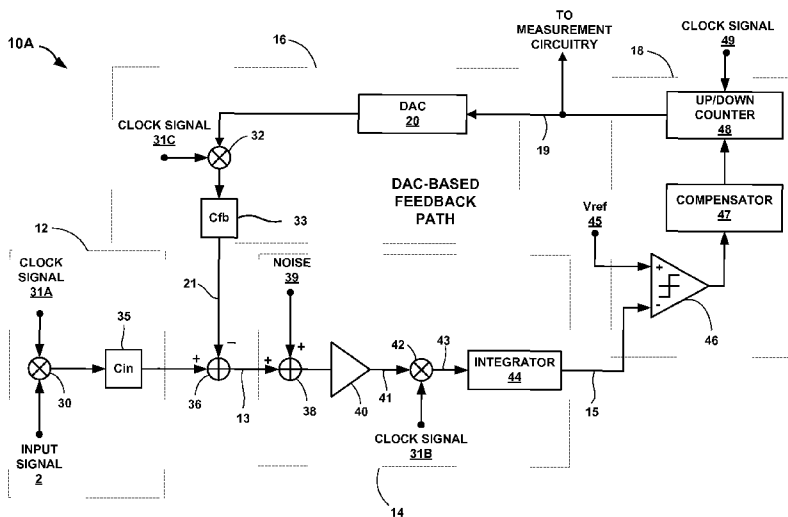 10A
16
TO
MEASUREMENT
CIRCUITRY
18
CLOCK SIGNAL
49
DAC
20
UP/DOWN
COUNTER
48
19
CLOCK SIGNAL
31C
32
DAC-BASED
FEEDBACK
PATH
COMPENSATOR
47
Cfb
33
Vref
45
12
CLOCK
SIGNAL
31A
21
NOISE
39
+
-
46
35
Cin
30
+
−
36
13
+
+
38
40
41
42
43
INTEGRATOR
44
15
INPUT
SIGNAL
2
CLOCK SIGNAL
31B
14